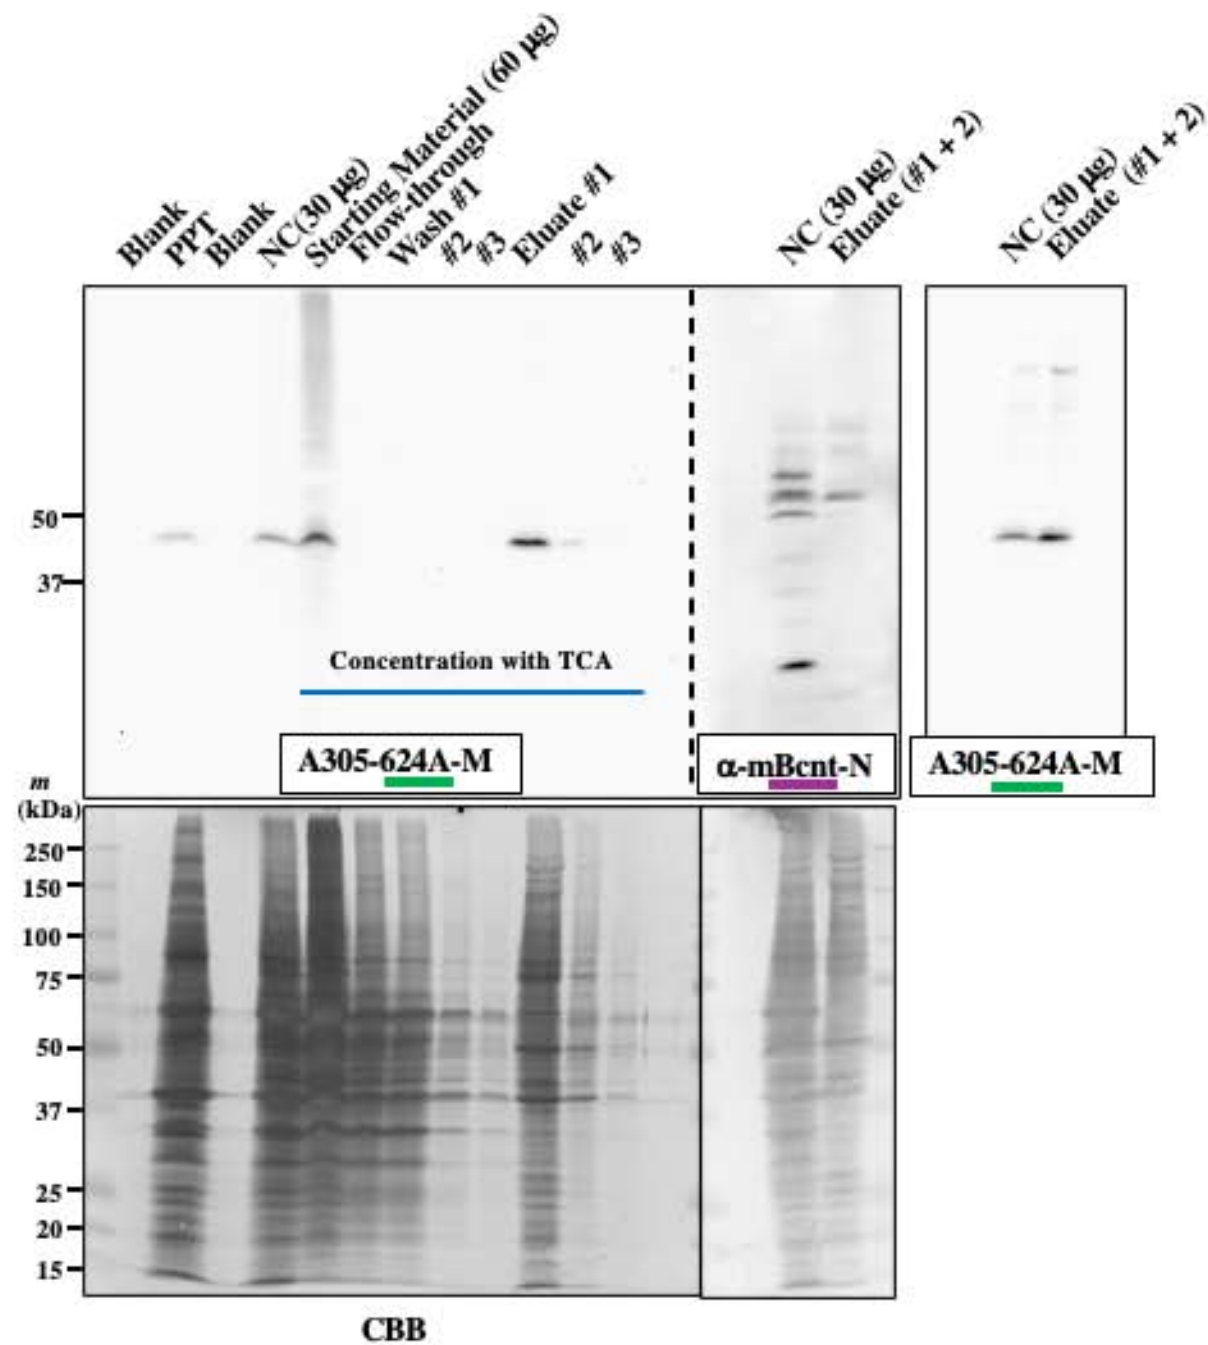 Blank
PPT
Blank
NC(30 µg)
Starting Material (60 µg)
Flow-through
Wash #1
#2
#3
Eluate #1
#2
#3
NC (30 µg)
Eluate (#1 + 2)
NC (30 µg)
Eluate (#1 + 2)
50
37
Concentration with TCA
A305-624A-M
α-mBcnt-N
A305-624A-M
m
(kDa)
250
150
100
75
50
37
25
20
15
CBB